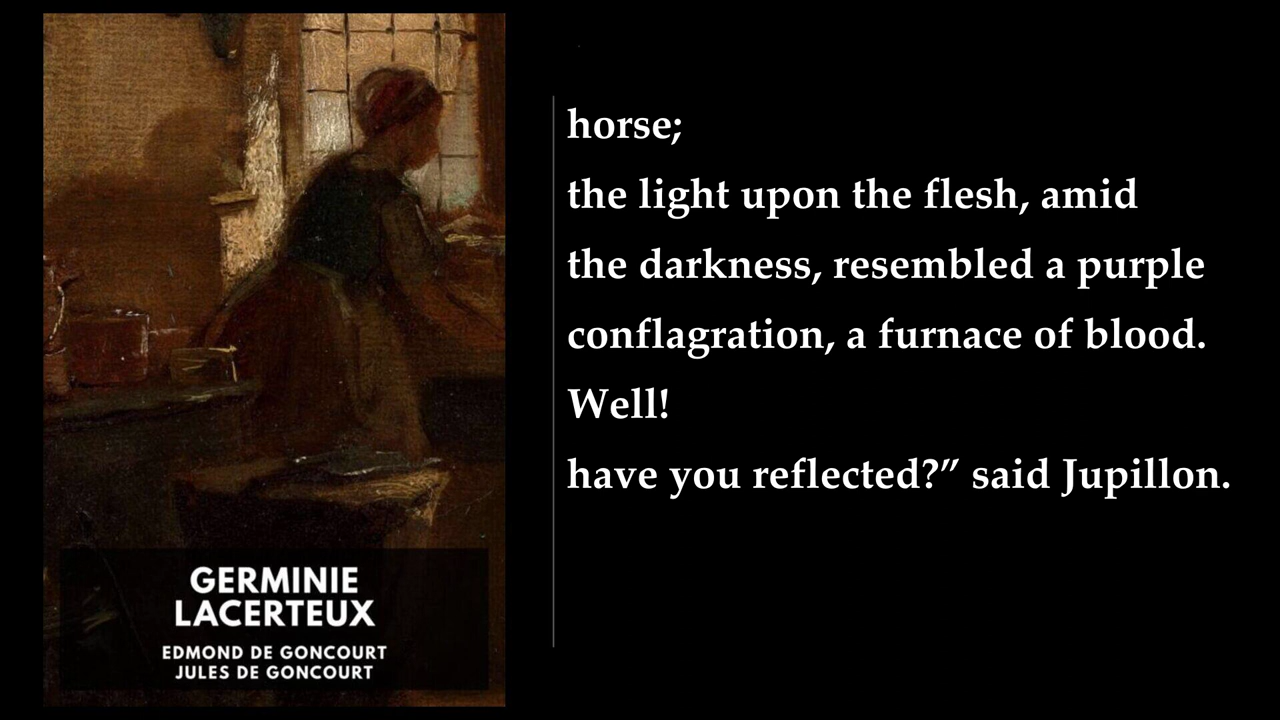 horse;
the light upon the flesh, amid
the darkness, resembled a purple
conflagration, a furnace of blood.
Well!
have you reflected?” said Jupillon.
GERMINIE
LACERTEUX
EDMOND DE GONCOURT
JULES DE GONCOURT